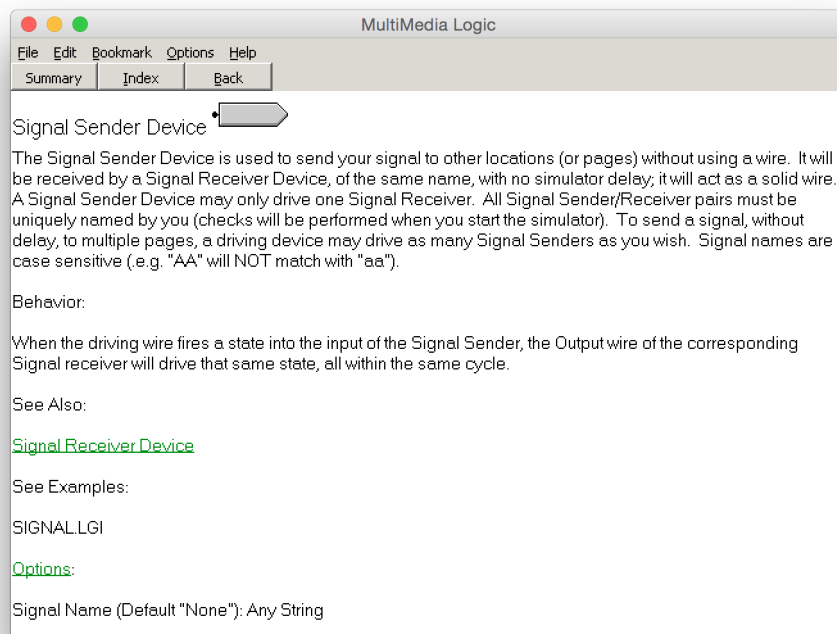 MultiMedia Logic
File Edit Bookmark Options Help
Summary Index Back
Signal Sender Device
The Signal Sender Device is used to send your signal to other locations (or pages) without using a wire. It will
be received by a Signal Receiver Device, of the same name, with no simulator delay; it will act as a solid wire.
A Signal Sender Device may only drive one Signal Receiver. All Signal Sender/Receiver pairs must be
uniquely named by you (checks will be performed when you start the simulator). To send a signal, without
delay, to multiple pages, a driving device may drive as many Signal Senders as you wish. Signal names are
case sensitive (.e.g. "AA" will NOT match with "aa").
Behavior:
When the driving wire fires a state into the input of the Signal Sender, the Output wire of the corresponding
Signal receiver will drive that same state, all within the same cycle.
See Also:
Signal Receiver Device
See Examples:
SIGNAL.LGI
Options:
Signal Name (Default "None"): Any String